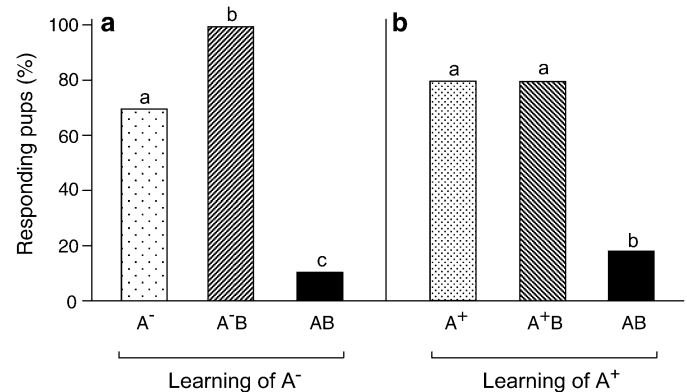 a
b
100
80
60
40
20
0
Responding pups (%)
a
b
c
a
a
b
A⁻
A⁻B
AB
A⁺
A⁺B
AB
Learning of A⁻
Learning of A⁺